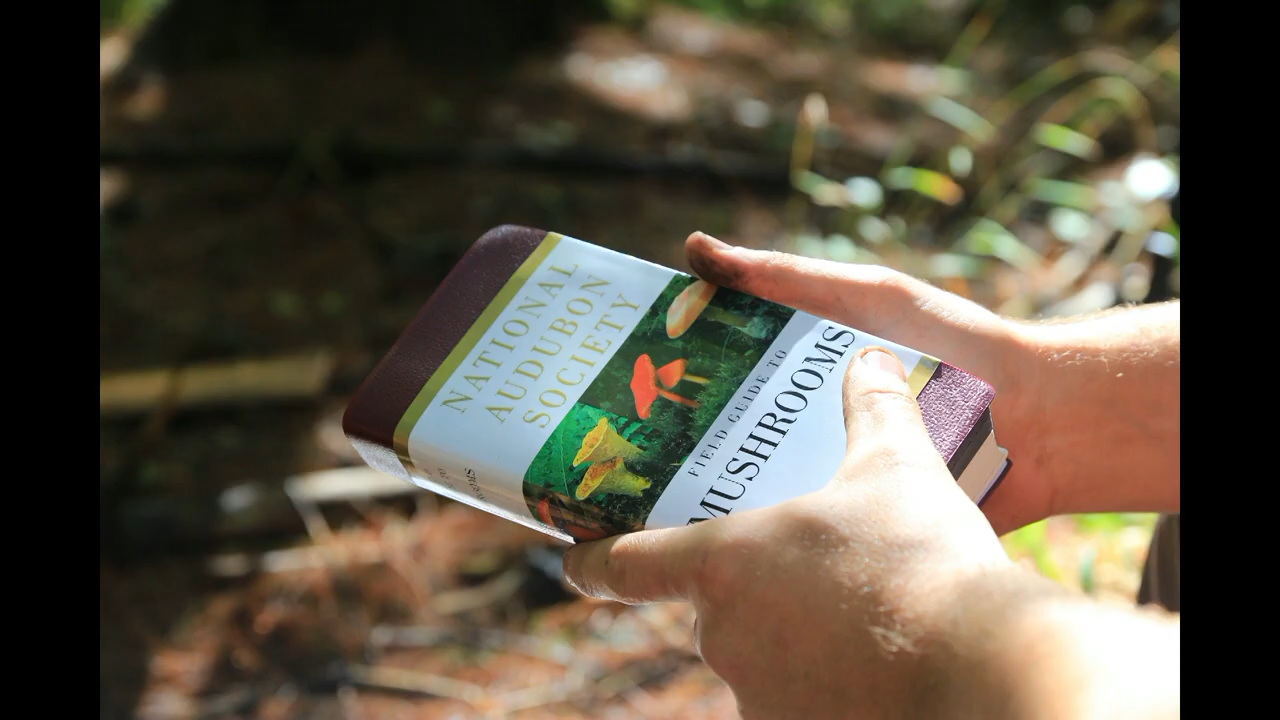 NATIONAL
AUDUBON
SOCIETY
FIELD GUIDE TO
MUSHROOMS